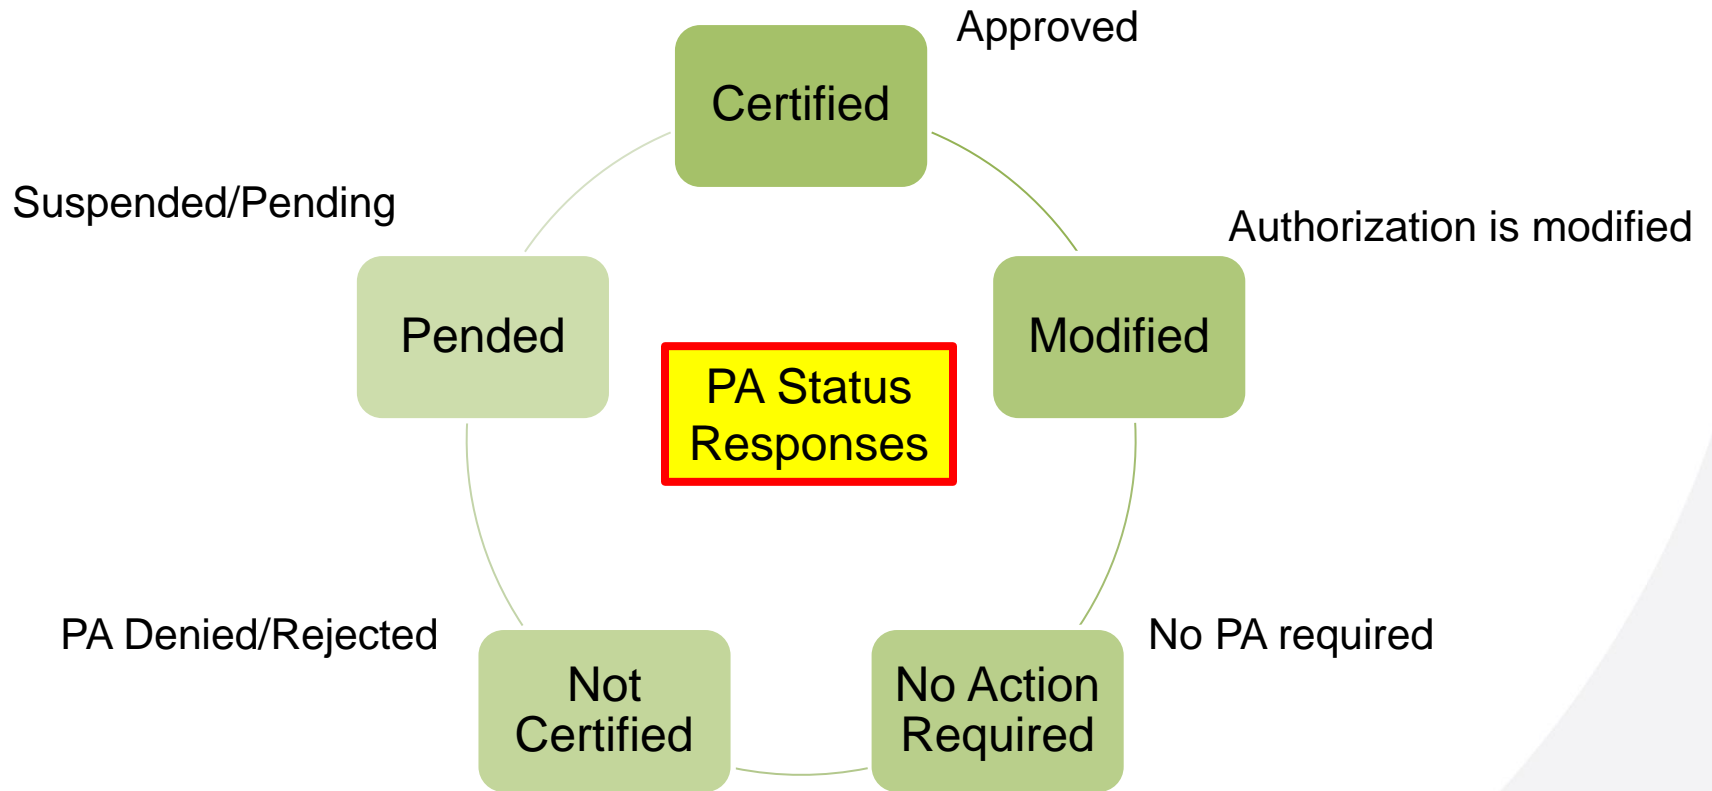 Approved
Certified
Suspended/Pending
Authorization is modified
Pended
Modified
PA Status
Responses
PA Denied/Rejected
No PA required
Not
Certified
No Action
Required